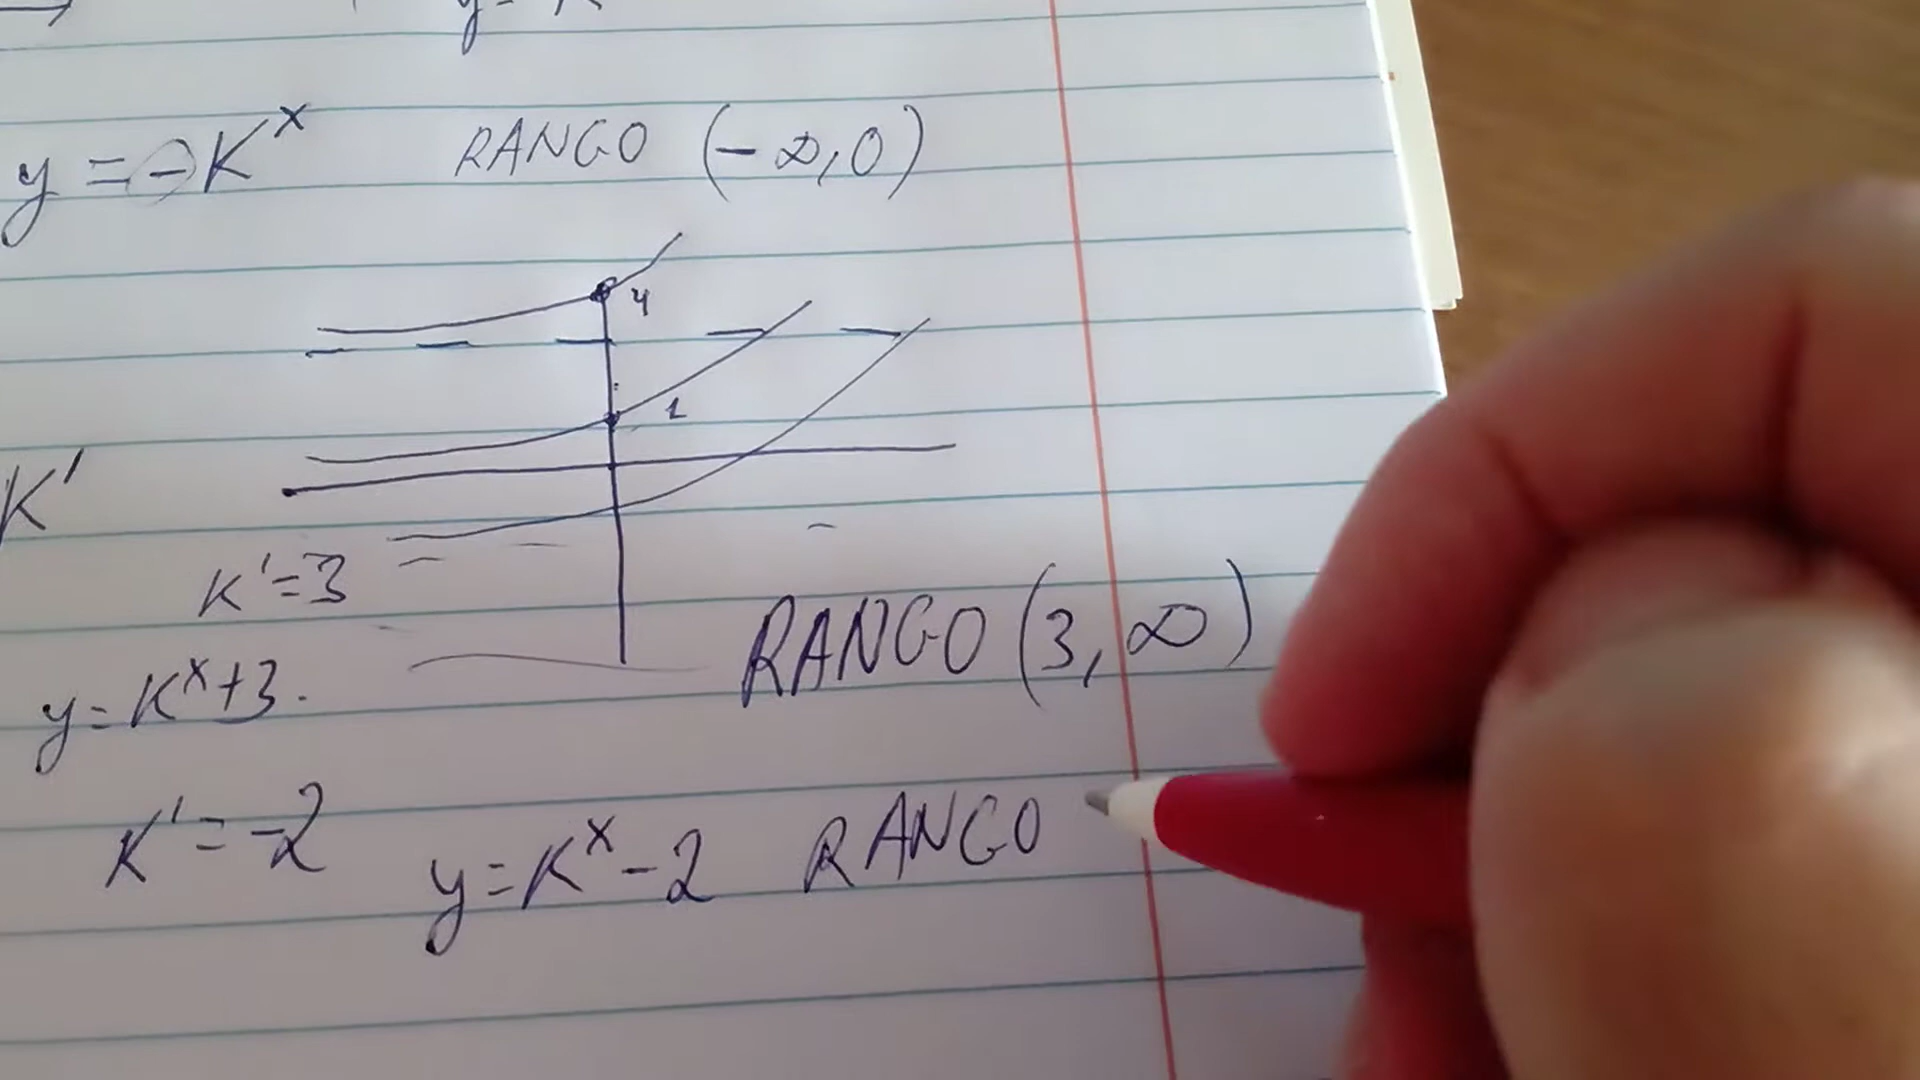 y = -K^x RANGO (-∞,0)
4
1
K'
K'=3
RANGO (3,∞)
y=K^x+3.
K'=-2 y=K^x-2 RANGO